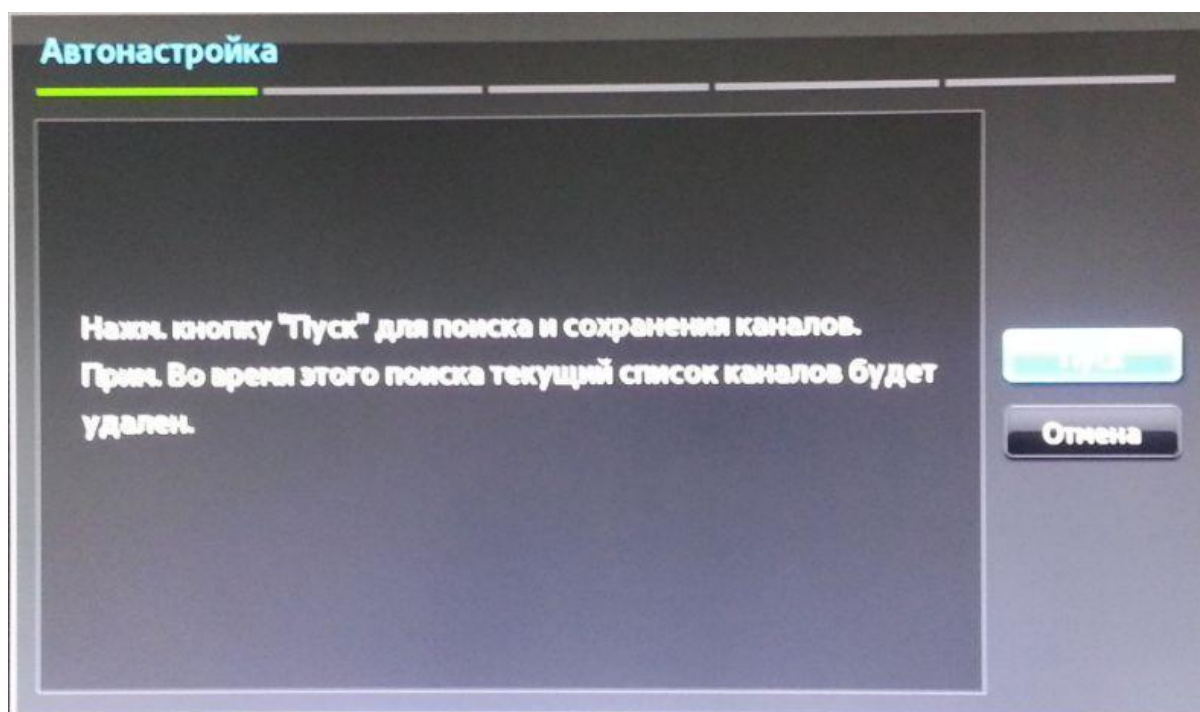 Автонастройка
Нажм. кнопку "Пуск" для поиска и сохранения каналов.
Прим. Во время этого поиска текущий список каналов будет
удален.
Пуск
Отмена